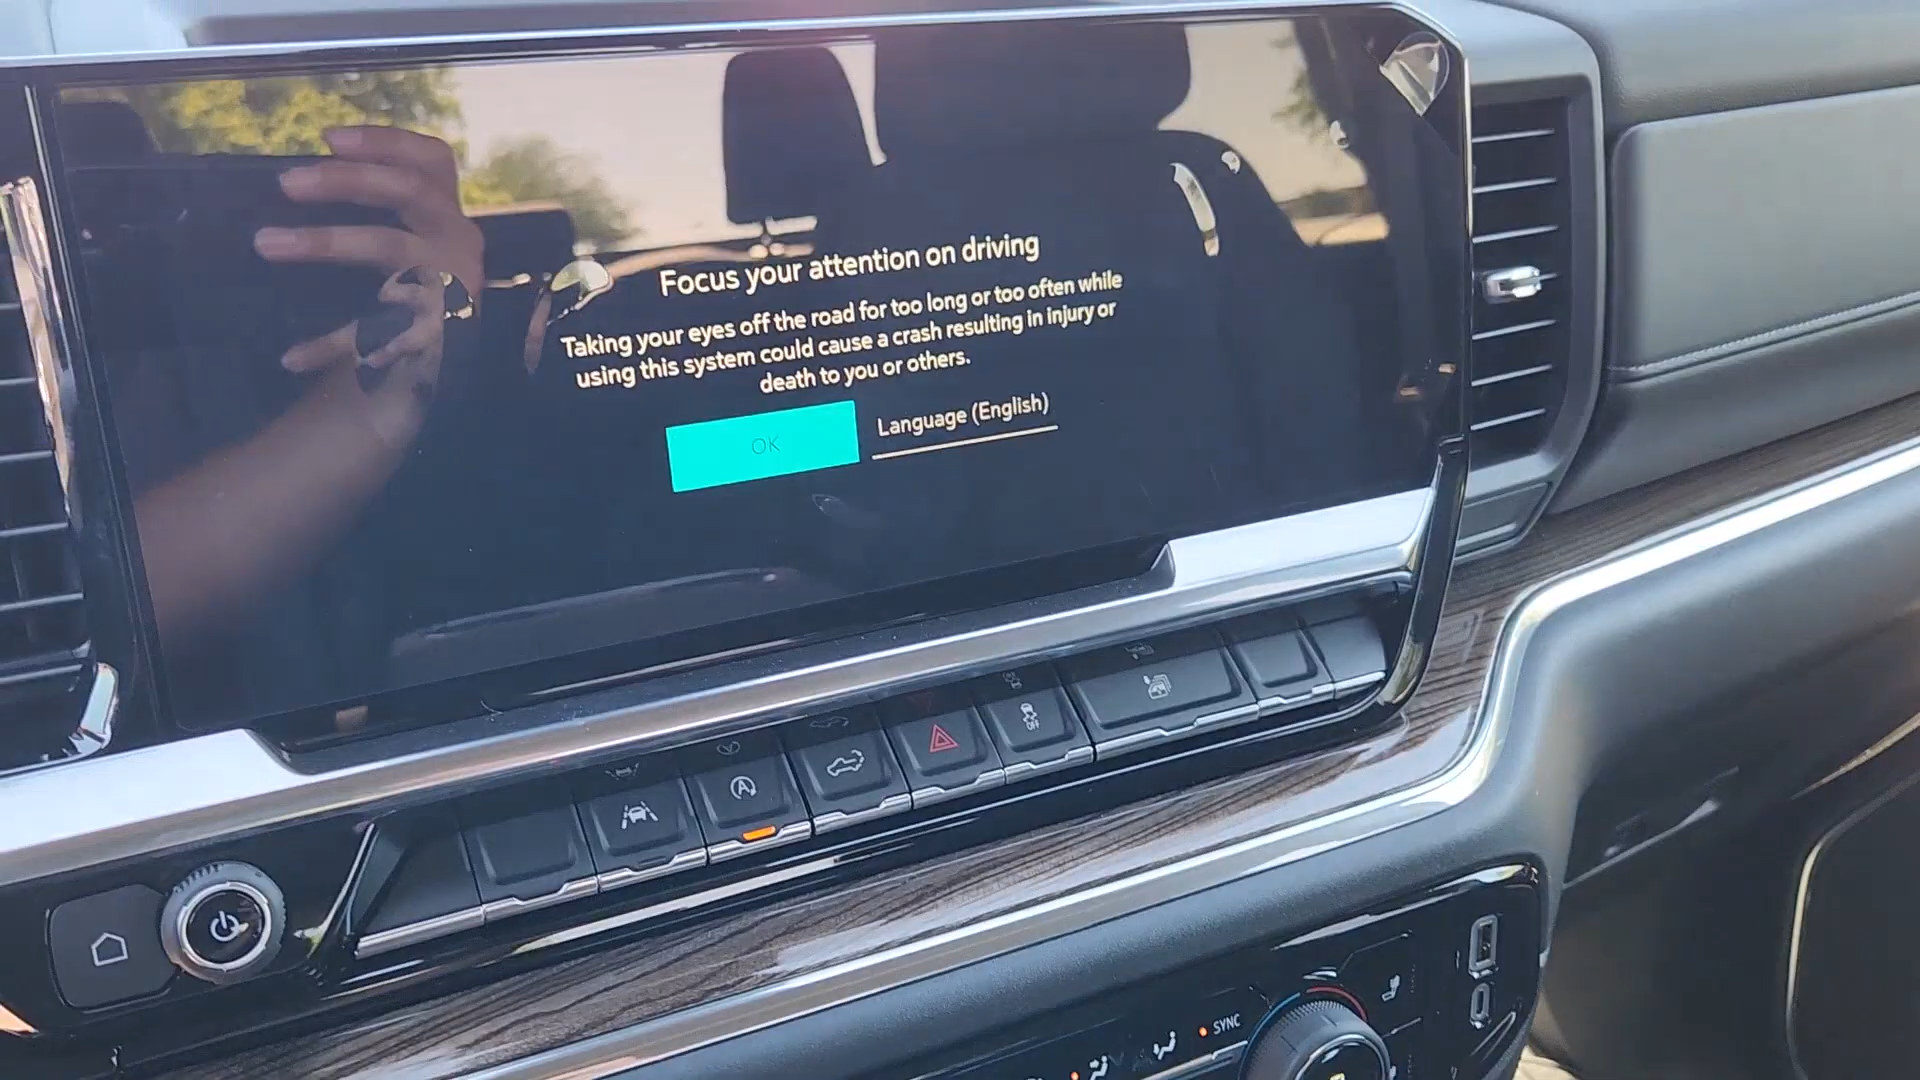 Focus your attention on driving
Taking your eyes off the road for too long or too often while
using this system could cause a crash resulting in injury or
death to you or others.
OK
Language (English)
A
SYNC